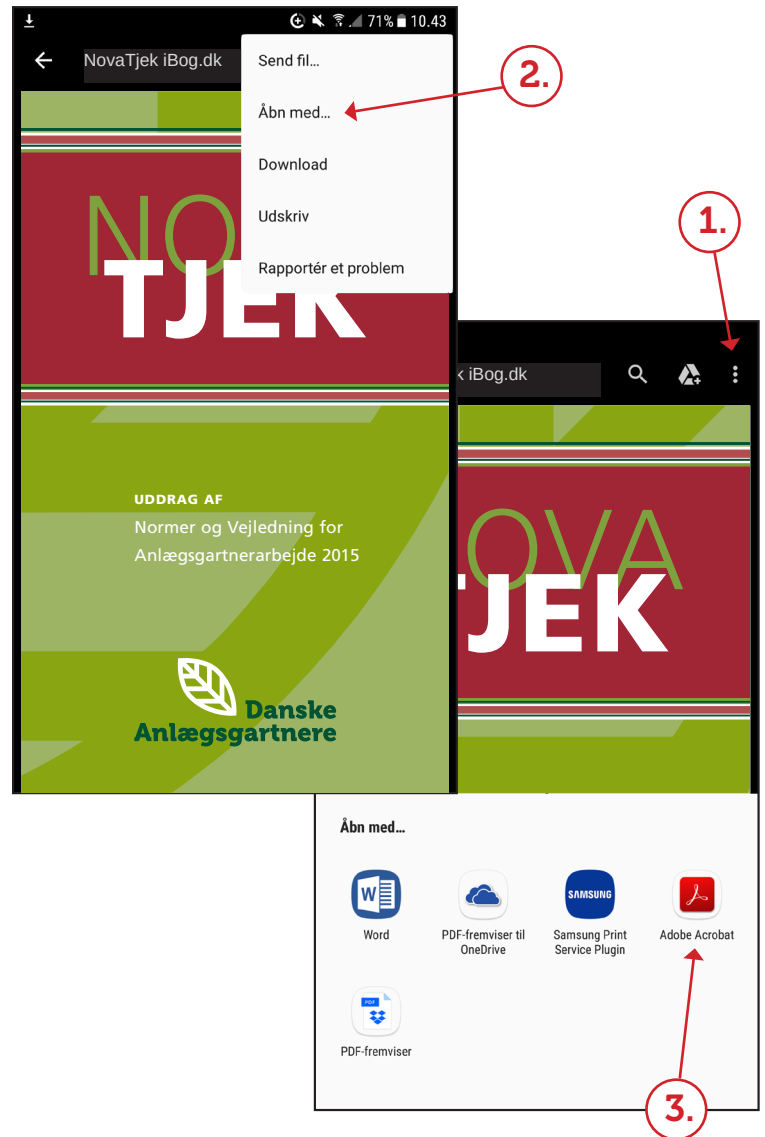 71% 10.43
NovaTjek iBog.dk
Send fil...
Åbn med...
Download
Udskriv
Rapportér et problem
2.
NO
TJEK
UDDRAG AF
Normer og Vejledning for
Anlægsgartnerarbejde 2015
Danske
Anlægsgartnere
1.
k iBog.dk
OVA
TJEK
Åbn med...
Word
PDF-fremviser til
OneDrive
SAMSUNG
Samsung Print
Service Plugin
Adobe Acrobat
W
PDF
PDF-fremviser
3.